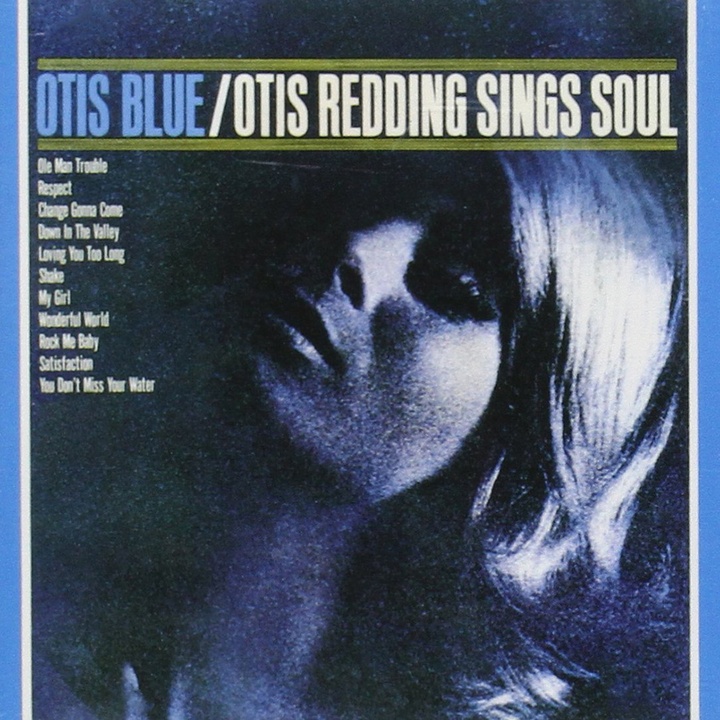 OTIS BLUE/OTIS REDDING SINGS SOUL
Ole Man Trouble
Respect
Change Gonna Come
Down In The Valley
Loving You Too Long
Shake
My Girl
Wonderful World
Rock Me Baby
Satisfaction
You Don't Miss Your Water